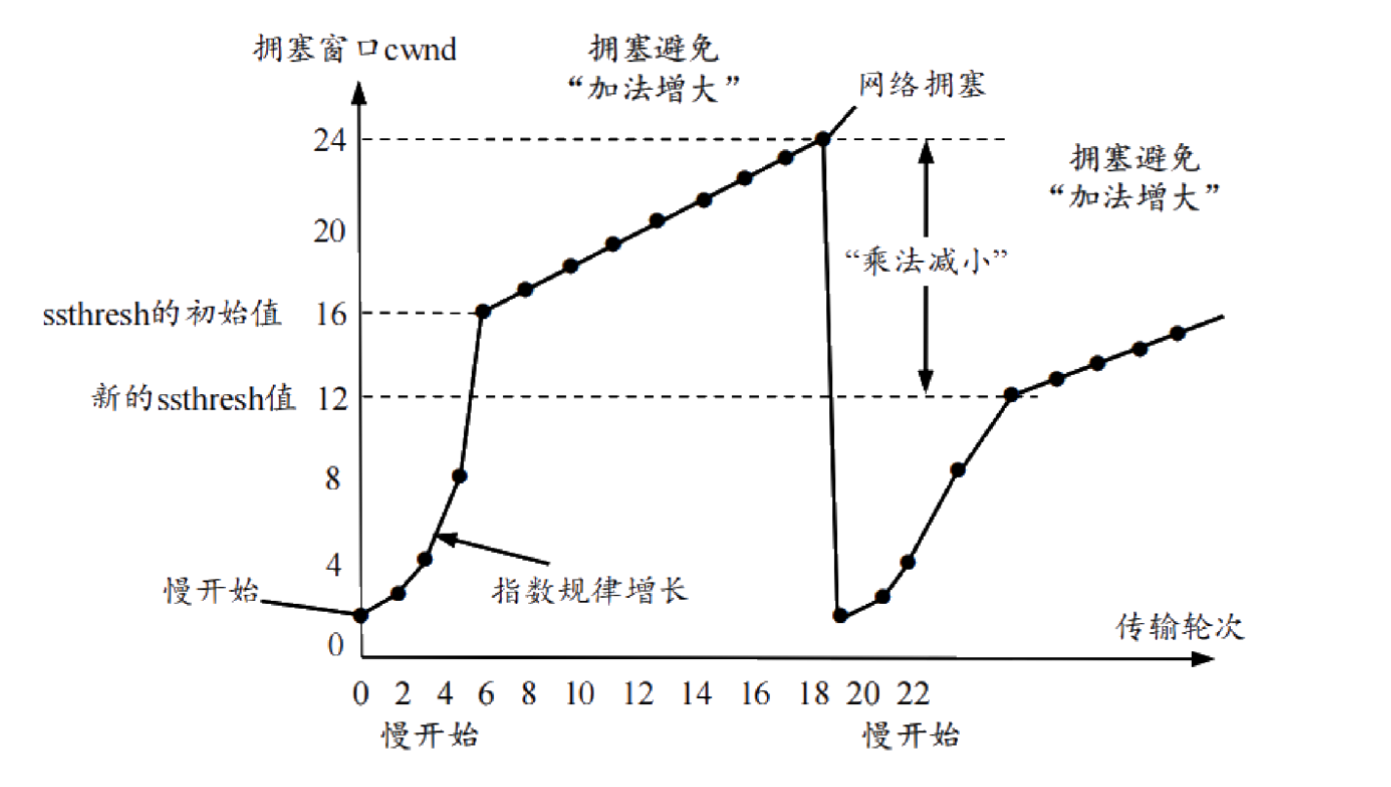 拥塞窗口cwnd
拥塞避免
“加法增大”
网络拥塞
24
拥塞避免
“加法增大”
20
“乘法减小”
ssthresh的初始值 16
新的ssthresh值 12
8
4
慢开始
指数规律增长
0
传输轮次
0 2 4 6 8 10 12 14 16 18 20 22
慢开始
慢开始